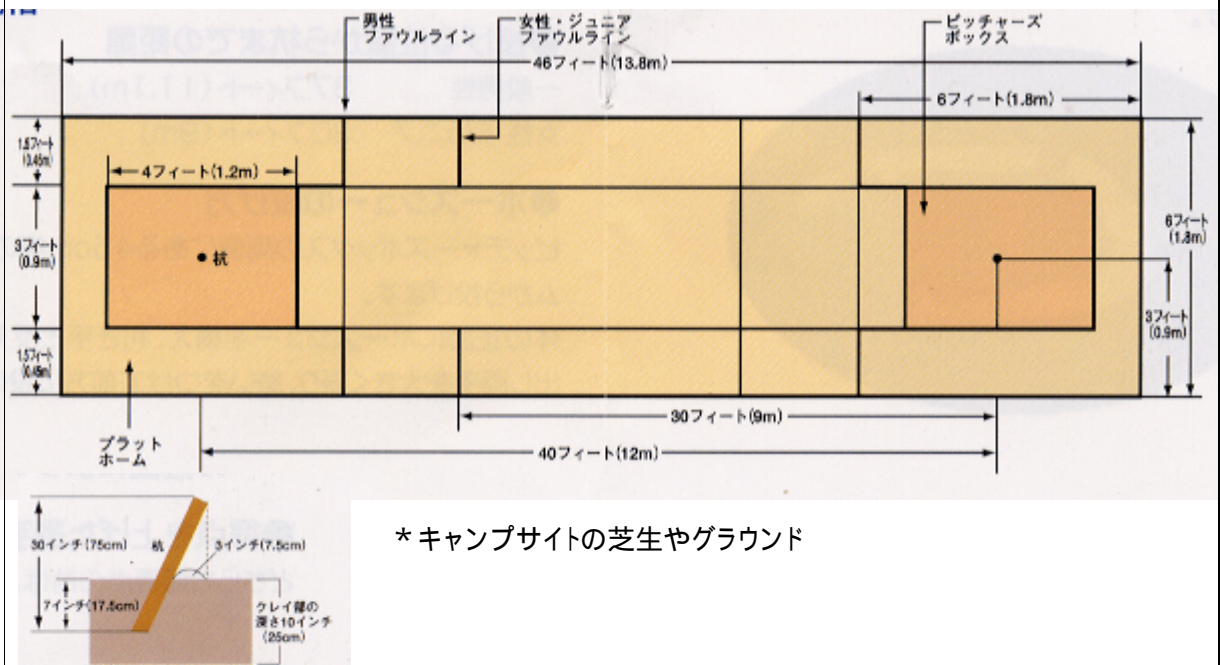 男性
ファウルライン
女性・ジュニア
ファウルライン
ピッチャーズ
ボックス
46フィート(13.8m)
6フィート(1.8m)
1.5フィート
(0.45m)
4フィート(1.2m)
3フィート
(0.9m)
杭
6フィート
(1.8m)
3フィート
(0.9m)
1.5フィート
(0.45m)
プラット
ホーム
30フィート(9m)
40フィート(12m)
30インチ(75cm)
杭
3インチ(7.5cm)
7インチ(17.5cm)
クレイ部の
深さ10インチ
(25cm)
*キャンプサイトの芝生やグラウンド